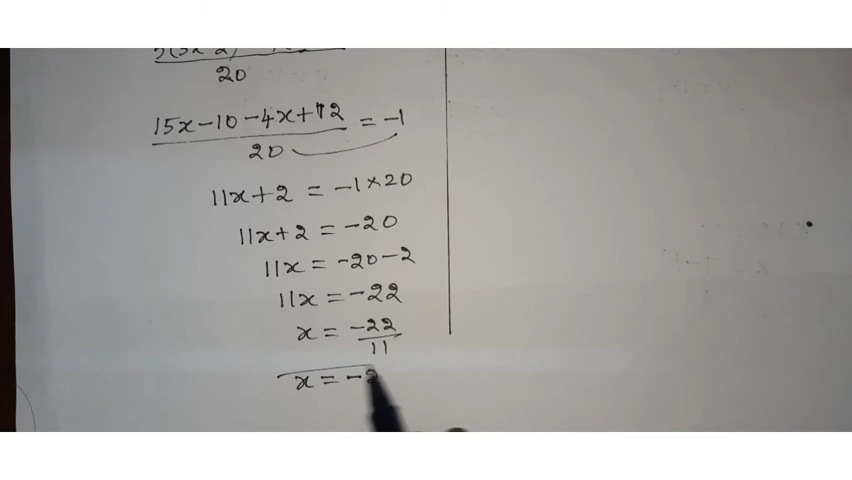 20
15x-10-4x+12 = -1
20
11x+2 = -1×20
11x+2 = -20
11x = -20-2
11x = -22
x = -22
11
x = -2